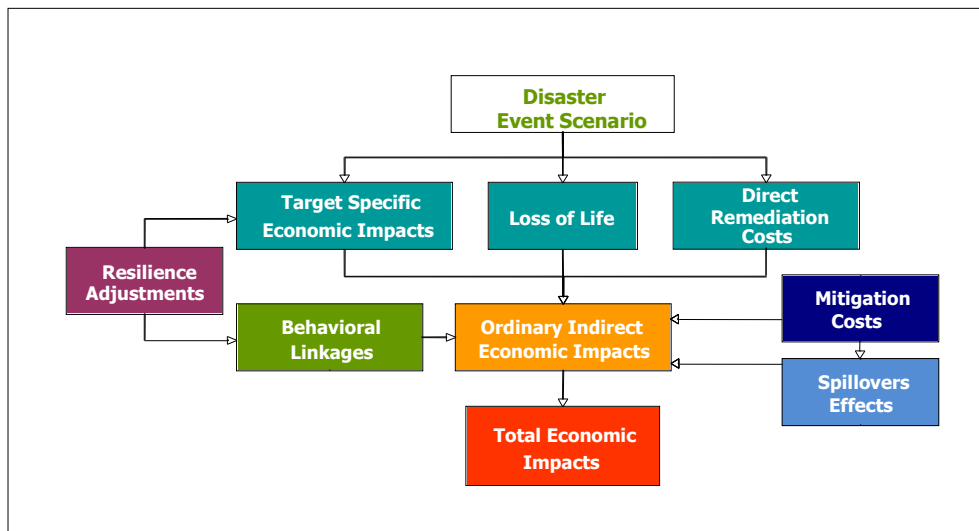 Disaster
Event Scenario
Target Specific
Economic Impacts
Loss of Life
Direct
Remediation
Costs
Resilience
Adjustments
Behavioral
Linkages
Ordinary Indirect
Economic Impacts
Mitigation
Costs
Spillovers
Effects
Total Economic
Impacts